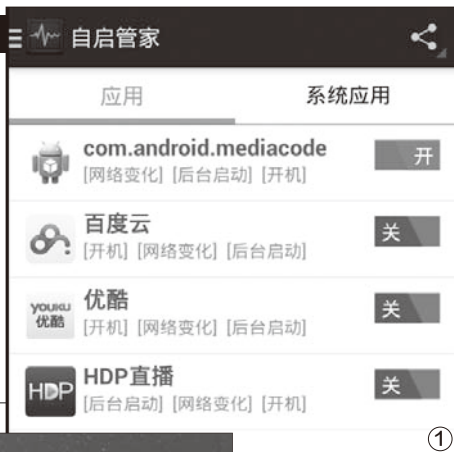 自启管家
应用
系统应用
com.android.mediacode
开
[网络变化] [后台启动] [开机]
百度云
关
[开机] [网络变化] [后台启动]
YOUKU
优酷
优酷
关
[开机] [网络变化] [后台启动]
HDP
HDP直播
关
[后台启动] [网络变化] [开机]
①